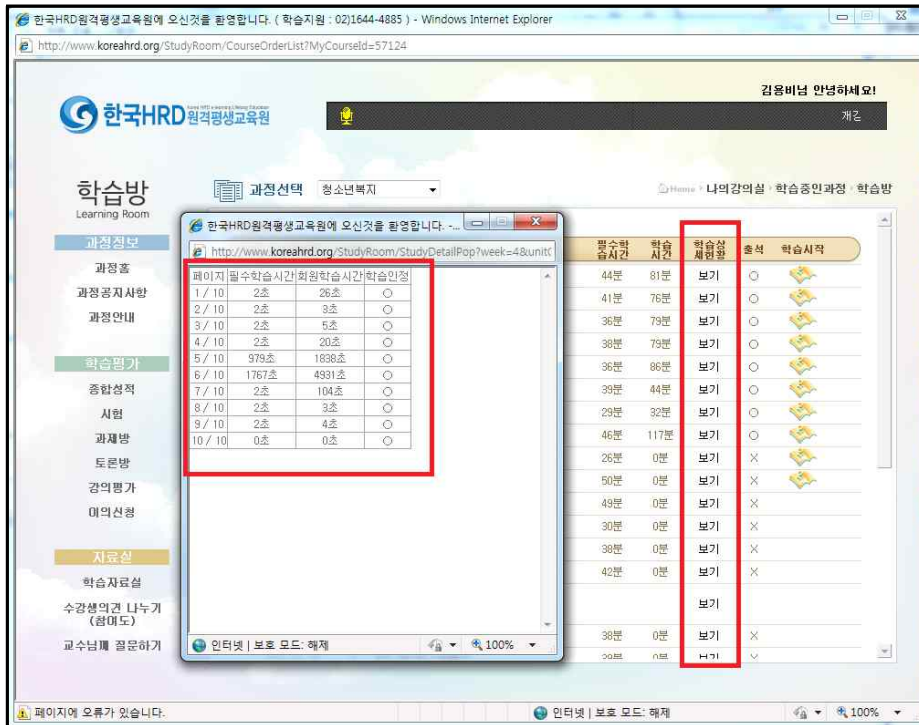 한국HRD원격평생교육원에 오신것을 환영합니다. ( 학습지원 : 02)1644-4885 ) - Windows Internet Explorer
http://www.koreahrd.org/StudyRoom/CourseOrderList?MyCourseId=57124
김용비님 안녕하세요!
한국HRD원격평생교육원
학습방
Learning Room
과정선택 청소년복지
Home > 나의강의실 > 학습중인과정 > 학습방
과정정보
과정홈
과정공지사항
과정안내
학습평가
종합성적
시험
과제방
토론방
강의평가
이의신청
자료실
학습자료실
수강생의견 나누기
(참여도)
교수님께 질문하기
한국HRD원격평생교육원에 오신것을 환영합니다. -...
http://www.koreahrd.org/StudyRoom/StudyDetailPop?week=4&unit
페이지 필수학습시간 회원학습시간 학습인정
1 / 10 2초 26초 ○
2 / 10 2초 3초 ○
3 / 10 2초 5초 ○
4 / 10 2초 20초 ○
5 / 10 979초 1838초 ○
6 / 10 1767초 4931초 ○
7 / 10 2초 104초 ○
8 / 10 2초 3초 ○
9 / 10 2초 4초 ○
10 / 10 0초 0초 ○
인터넷 | 보호 모드: 해제 100%
필수학습시간 학습시간 학습상세현황 출석 학습시작
44분 81분 보기 ○
41분 76분 보기 ○
36분 79분 보기 ○
38분 79분 보기 ○
36분 86분 보기 ○
39분 44분 보기 ○
29분 32분 보기 ○
46분 117분 보기 ○
26분 0분 보기 X
50분 0분 보기 X
49분 0분 보기 X
30분 0분 보기 X
38분 0분 보기 X
42분 0분 보기 X
보기
38분 0분 보기 X
29분 0분 보기 X
페이지에 오류가 있습니다.
인터넷 | 보호 모드: 해제 100%